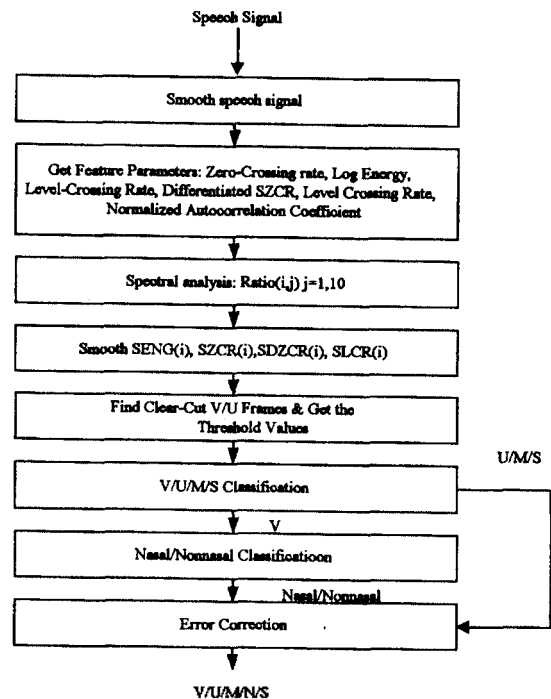 Speech Signal
Smooth speech signal
Get Feature Parameters: Zero-Crossing rate, Log Energy,
Level-Crossing Rate, Differentiated SZCR, Level Crossing Rate,
Normalized Autocorrelation Coefficient
Spectral analysis: Ratio(i,j) j=1,10
Smooth SENG(i), SZCR(i),SDZCR(i), SLCR(i)
Find Clear-Cut V/U Frames & Get the
Threshold Values
U/M/S
V/U/M/S Classification
V
Nasal/Nonnasal Classificatioon
Nasal/Nonnasal
Error Correction
V/U/M/N/S